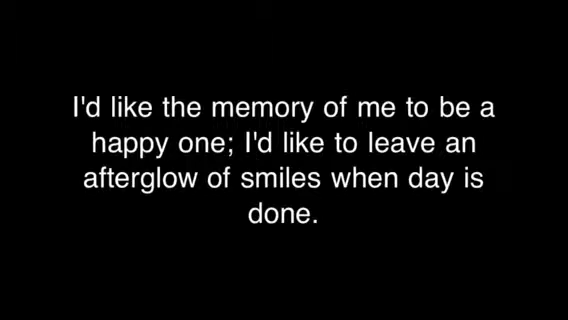 I'd like the memory of me to be a
happy one; I'd like to leave an
afterglow of smiles when day is
done.